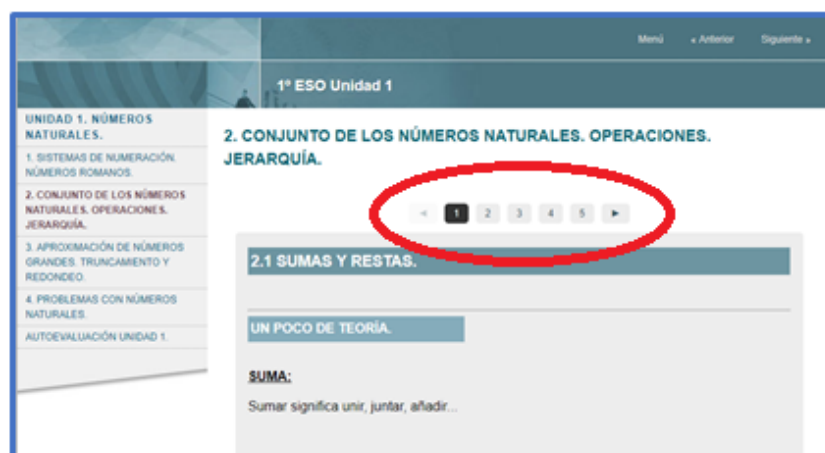 Menú « Anterior Siguiente »
1º ESO Unidad 1
UNIDAD 1. NÚMEROS
NATURALES.
1. SISTEMAS DE NUMERACIÓN.
NÚMEROS ROMANOS.
2. CONJUNTO DE LOS NÚMEROS
NATURALES. OPERACIONES.
JERARQUÍA.
3. APROXIMACIÓN DE NÚMEROS
GRANDES. TRUNCAMIENTO Y
REDONDEO.
4. PROBLEMAS CON NÚMEROS
NATURALES.
AUTOEVALUACIÓN UNIDAD 1.
2. CONJUNTO DE LOS NÚMEROS NATURALES. OPERACIONES.
JERARQUÍA.
1 2 3 4 5
2.1 SUMAS Y RESTAS.
UN POCO DE TEORÍA.
SUMA:
Sumar significa unir, juntar, añadir...